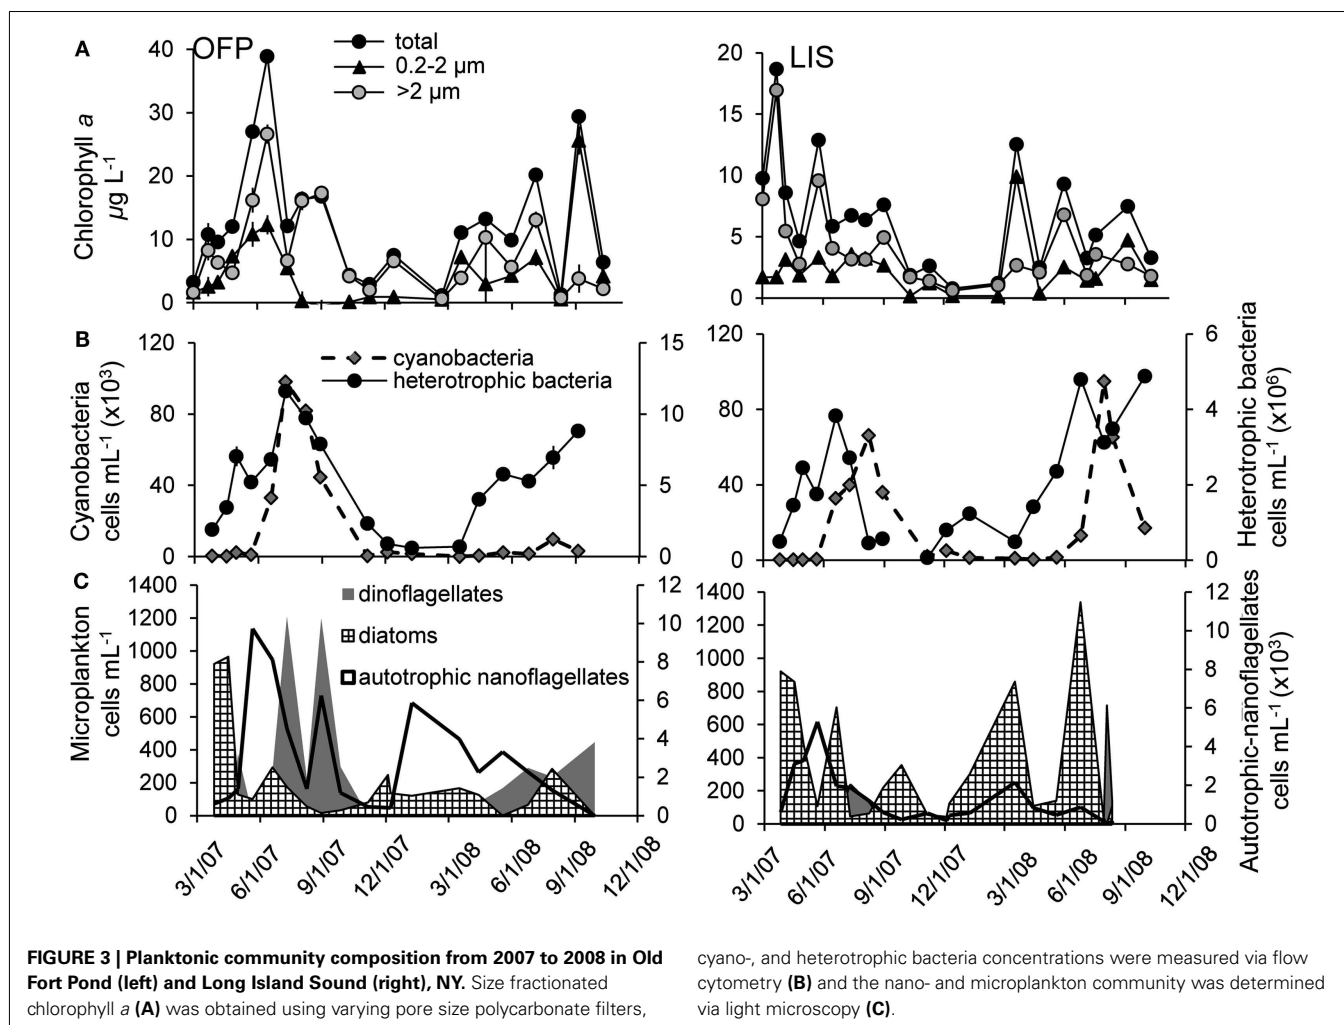 A
OFP
total
0.2-2 µm
>2 µm
40
30
20
10
0
Chlorophyll a
µg L-1
LIS
20
15
10
5
0
B
cyanobacteria
heterotrophic bacteria
120
80
40
0
Cyanobacteria
cells mL-1 (x10³)
15
10
5
0
120
80
40
0
6
4
2
0
Heterotrophic bacteria
cells mL-1 (x10⁶)
C
dinoflagellates
diatoms
autotrophic nanoflagellates
1400
1200
1000
800
600
400
200
0
Microplankton
cells mL-1
12
10
8
6
4
2
0
3/1/07
6/1/07
9/1/07
12/1/07
3/1/08
6/1/08
9/1/08
12/1/08
1400
1200
1000
800
600
400
200
0
12
10
8
6
4
2
0
Autotrophic-nanoflagellates
cells mL-1 (x10³)
3/1/07
6/1/07
9/1/07
12/1/07
3/1/08
6/1/08
9/1/08
12/1/08
FIGURE 3 | Planktonic community composition from 2007 to 2008 in Old
Fort Pond (left) and Long Island Sound (right), NY. Size fractionated
chlorophyll a (A) was obtained using varying pore size polycarbonate filters,
cyano-, and heterotrophic bacteria concentrations were measured via flow
cytometry (B) and the nano- and microplankton community was determined
via light microscopy (C).